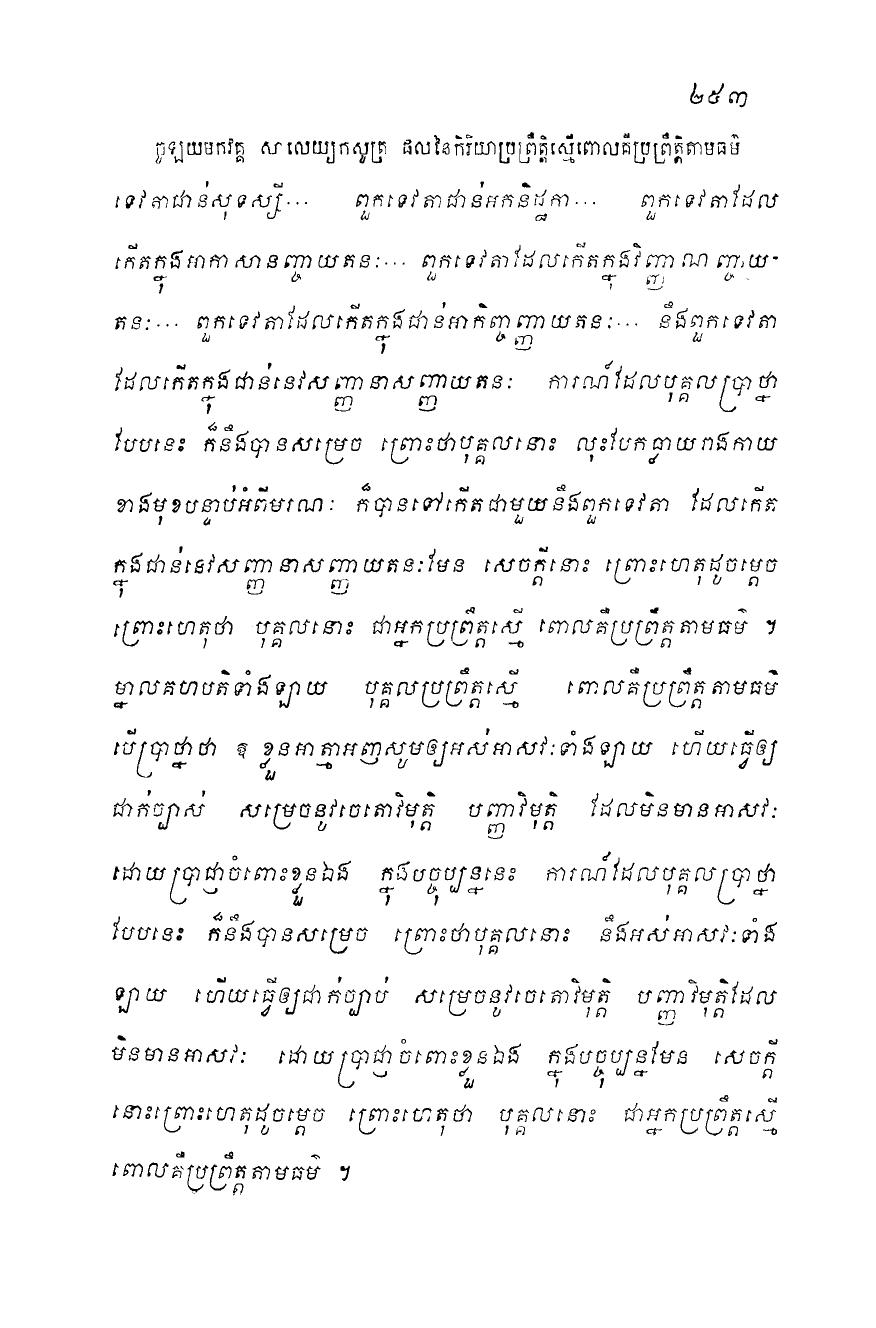 ២៥៣
ចូឡយមកវគ្គ សាលេយ្យកសូត្រ ផលនៃកិរិយាប្រព្រឹត្តិស្មើពោលគឺប្រព្រឹត្តិតាមធម៌
ទេវតាជាន់សុទស្សី… ពួកទេវតាជាន់អកនិដ្ឋកា… ពួកទេវតាដែល
កើតក្នុងអាកាសានញ្ចាយតនៈ… ពួកទេវតាដែលកើតក្នុងវិញ្ញាណញ្ចាយ-
តនៈ… ពួកទេវតាដែលកើតក្នុងជាន់អាកិញ្ចញ្ញាយតនៈ… នឹងពួកទេវតា
ដែលកើតក្នុងជាន់នេវសញ្ញានាសញ្ញាយតនៈ ការណ៍ដែលបុគ្គលប្រាថ្នា
បែបនេះ ក៏នឹងបានសម្រេច ព្រោះថាបុគ្គលនោះ លុះបែកធ្លាយរាងកាយ
ខាងមុខបន្ទាប់អំពីមរណៈ ក៏បានទៅកើតជាមួយនឹងពួកទេវតា ដែលកើត
ក្នុងជាន់នេវសញ្ញានាសញ្ញាយតនៈមែន សេចក្តីនោះ ព្រោះហេតុដូចម្តេច
ព្រោះហេតុថា បុគ្គលនោះ ជាអ្នកប្រព្រឹត្តស្មើ ពោលគឺប្រព្រឹត្តតាមធម៌ ។
ម្នាលគហបតិទាំងឡាយ បុគ្គលប្រព្រឹត្តស្មើ ពោលគឺប្រព្រឹត្តតាមធម៌
បើប្រាថ្នាថា ឱ ខ្លួនអាត្មាអញសូមឲ្យអស់អាសវៈទាំងឡាយ ហើយធ្វើឲ្យ
ជាក់ច្បាស់ សម្រេចនូវចេតោវិមុត្តិ បញ្ញាវិមុត្តិ ដែលមិនមានអាសវៈ
ដោយប្រាជ្ញាចំពោះខ្លួនឯង ក្នុងបច្ចុប្បន្ននេះ ការណ៍ដែលបុគ្គលប្រាថ្នា
បែបនេះ ក៏នឹងបានសម្រេច ព្រោះថាបុគ្គលនោះ នឹងអស់អាសវៈទាំង
ឡាយ ហើយធ្វើឲ្យជាក់ច្បាប់ សម្រេចនូវចេតោវិមុត្តិ បញ្ញាវិមុត្តិដែល
មិនមានអាសវៈ ដោយប្រាជ្ញាចំពោះខ្លួនឯង ក្នុងបច្ចុប្បន្នមែន សេចក្តី
នោះព្រោះហេតុដូចម្តេច ព្រោះហេតុថា បុគ្គលនោះ ជាអ្នកប្រព្រឹត្តស្មើ
ពោលគឺប្រព្រឹត្តតាមធម៌ ។